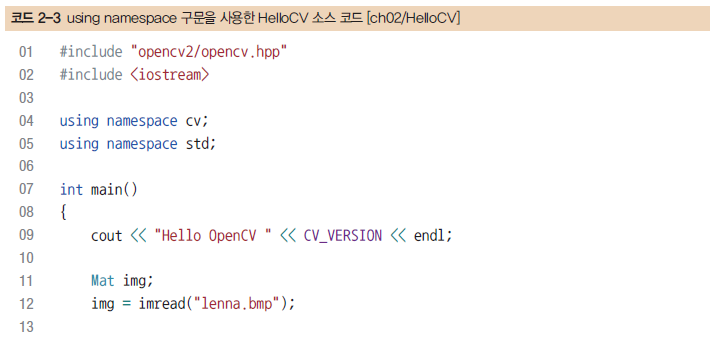 코드 2-3 using namespace 구문을 사용한 HelloCV 소스 코드 [ch02/HelloCV]
01 #include "opencv2/opencv.hpp"
02 #include <iostream>
03
04 using namespace cv;
05 using namespace std;
06
07 int main()
08 {
09 cout << "Hello OpenCV " << CV_VERSION << endl;
10
11 Mat img;
12 img = imread("lenna.bmp");
13